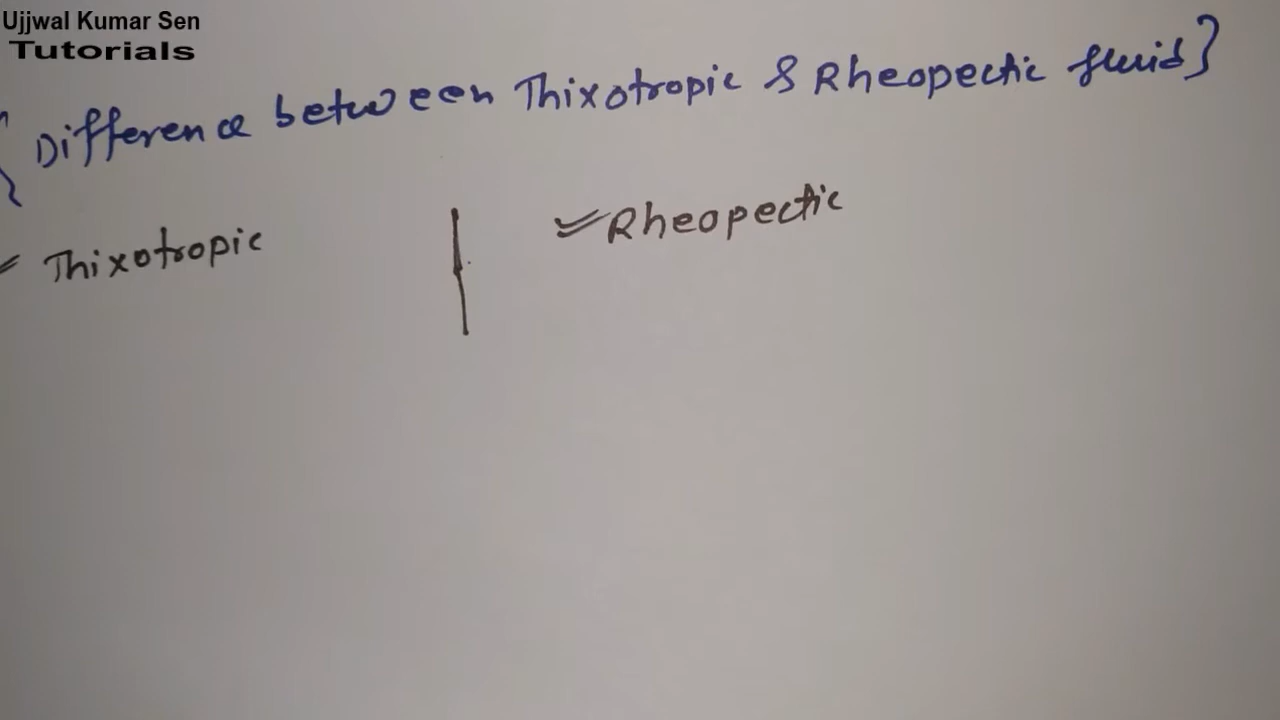 Ujjwal Kumar Sen
Tutorials
{ Difference between Thixotropic & Rheopectic fluid }
Thixotropic
Rheopectic